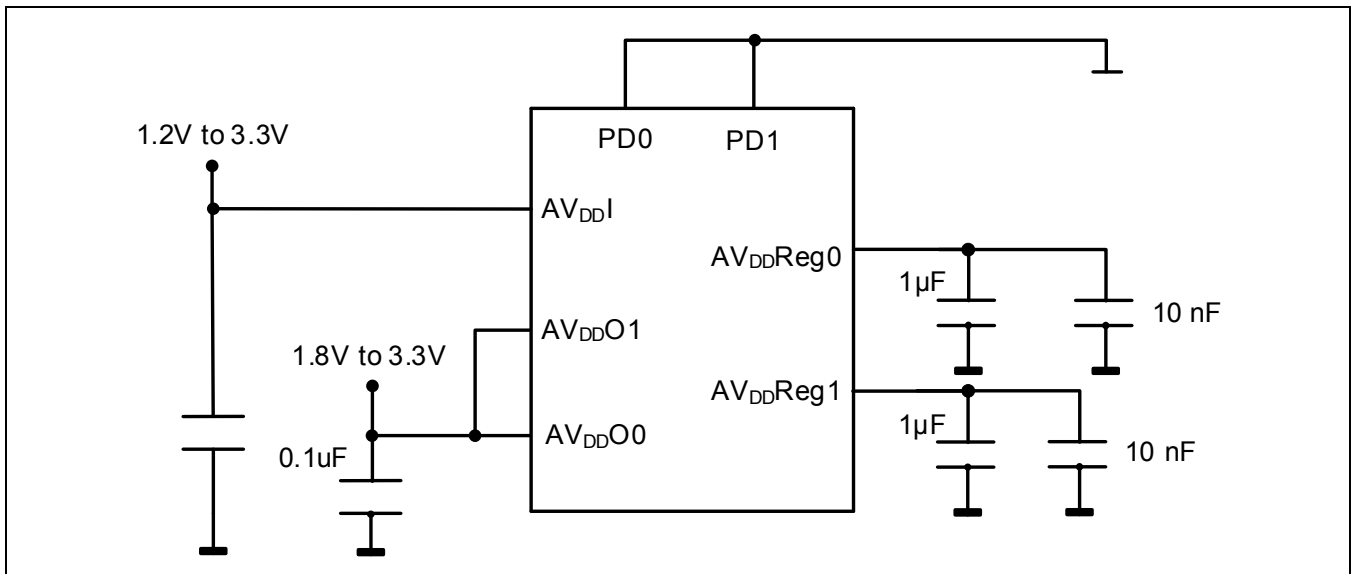 PD0 PD1
1.2V to 3.3V
AVDDI
AVDDReg0
1µF
10 nF
AVDDO1
1.8V to 3.3V
AVDDReg1
1µF
AVDDO0
10 nF
0.1uF